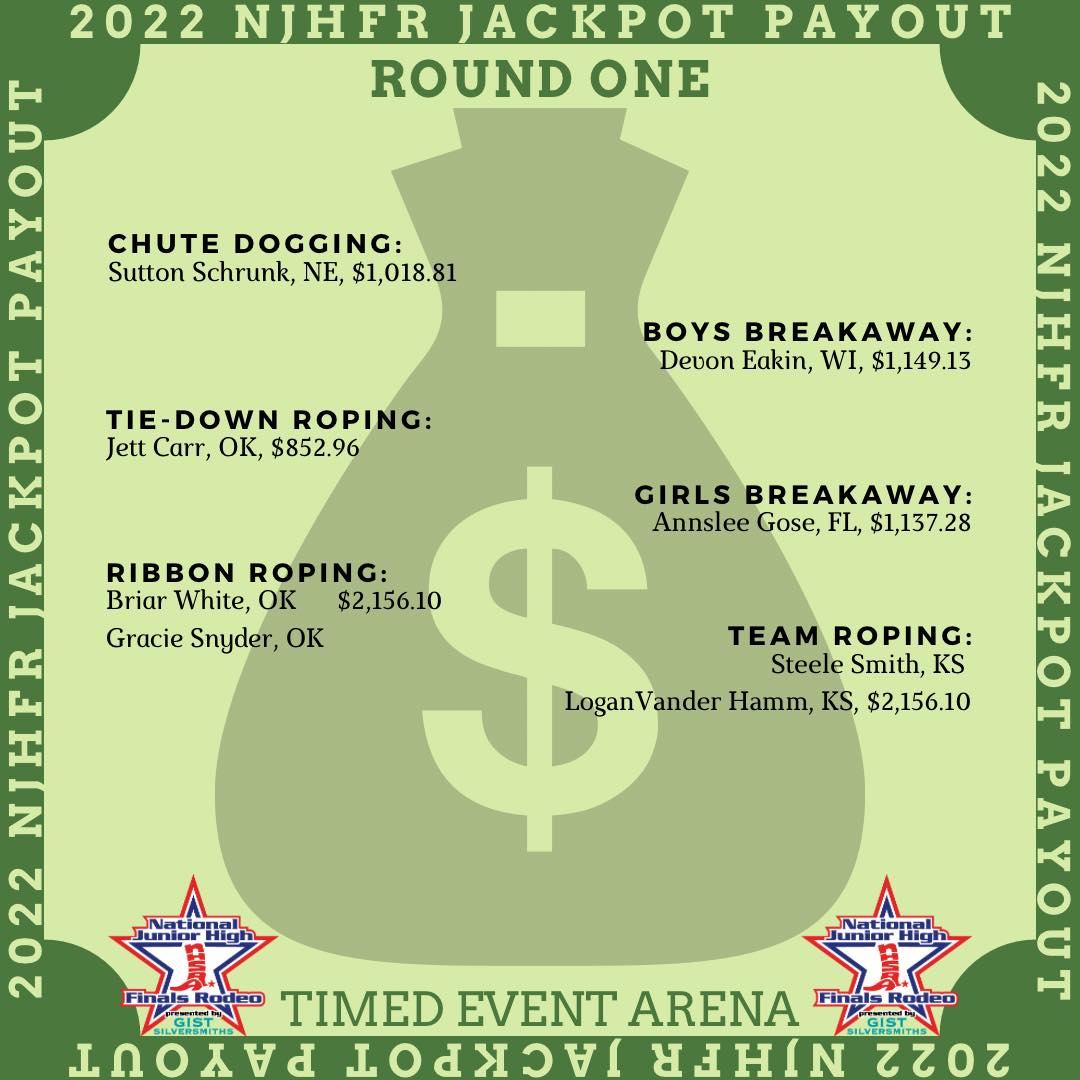 2022 NJHFR JACKPOT PAYOUT
ROUND ONE
2022 NJHFR JACKPOT PAYOUT
2022 NJHFR JACKPOT PAYOUT
CHUTE DOGGING:
Sutton Schrunk, NE, $1,018.81
BOYS BREAKAWAY:
Devon Eakin, WI, $1,149.13
TIE-DOWN ROPING:
Jett Carr, OK, $852.96
GIRLS BREAKAWAY:
Annslee Gose, FL, $1,137.28
RIBBON ROPING:
Briar White, OK $2,156.10
Gracie Snyder, OK
TEAM ROPING:
Steele Smith, KS
LoganVander Hamm, KS, $2,156.10
$
National
Junior High
NHSRA
Finals Rodeo
presented by
GIST
SILVERSMITHS
TIMED EVENT ARENA
National
Junior High
NHSRA
Finals Rodeo
presented by
GIST
SILVERSMITHS
2022 NJHFR JACKPOT PAYOUT